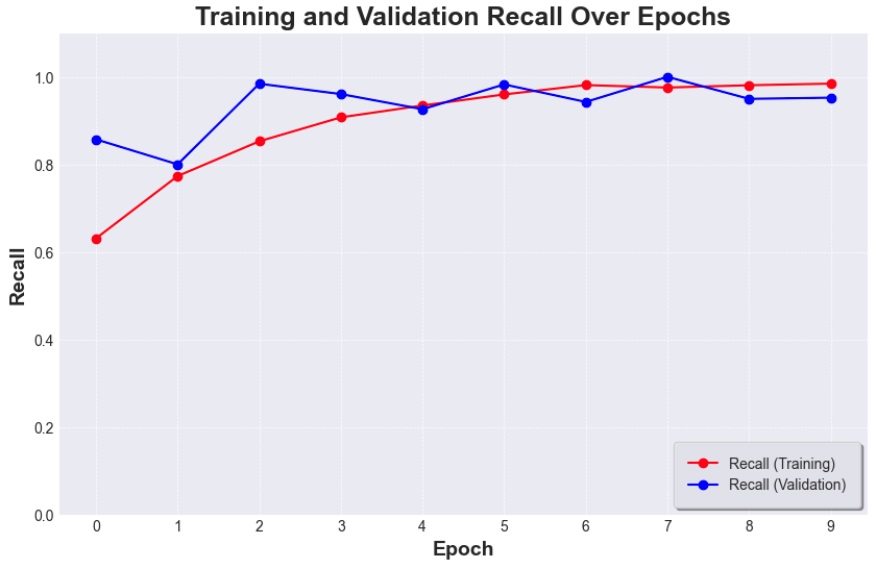 Training and Validation Recall Over Epochs
Recall
1.0
0.8
0.6
0.4
0.2
0.0
Recall (Training)
Recall (Validation)
0 1 2 3 4 5 6 7 8 9
Epoch